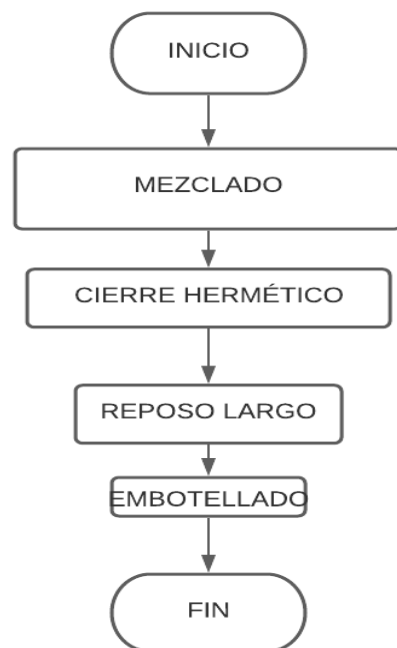 INICIO
MEZCLADO
CIERRE HERMÉTICO
REPOSO LARGO
EMBOTELLADO
FIN